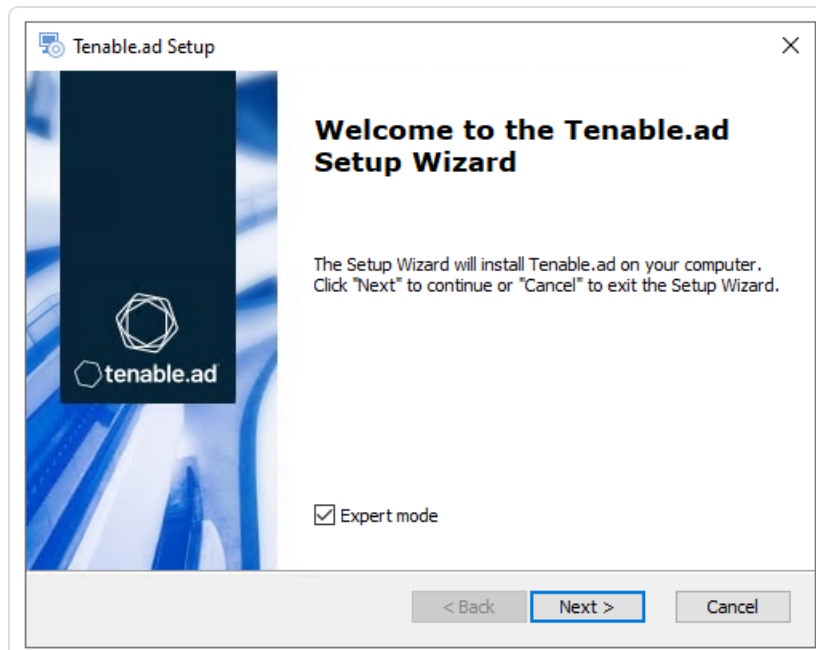 Tenable.ad Setup
Welcome to the Tenable.ad
Setup Wizard
The Setup Wizard will install Tenable.ad on your computer.
Click "Next" to continue or "Cancel" to exit the Setup Wizard.
tenable.ad
Expert mode
< Back
Next >
Cancel